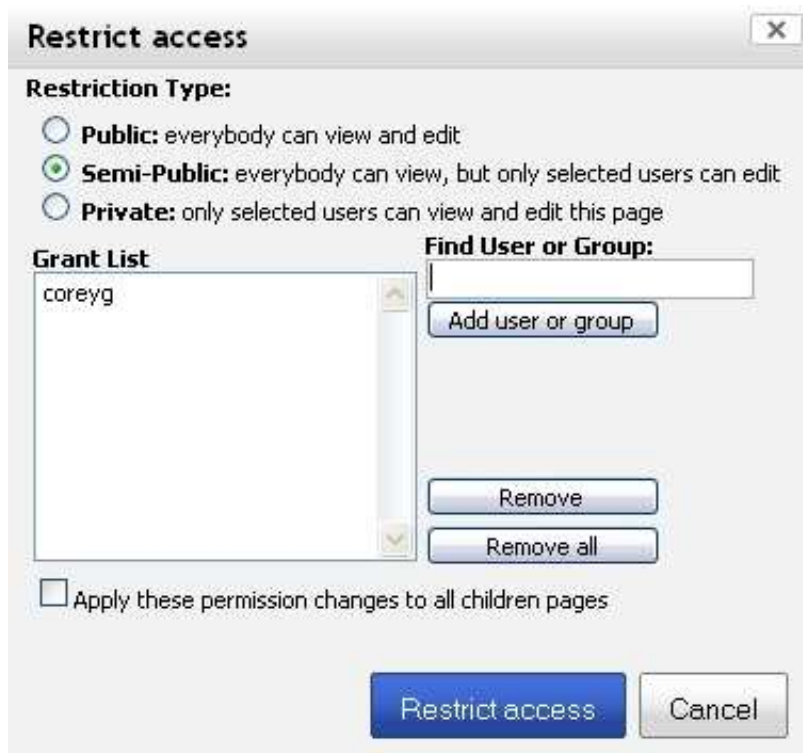 Restrict access
Restriction Type:
Public: everybody can view and edit
Semi-Public: everybody can view, but only selected users can edit
Private: only selected users can view and edit this page
Grant List
coreyg
Find User or Group:
Add user or group
Remove
Remove all
Apply these permission changes to all children pages
Restrict access
Cancel